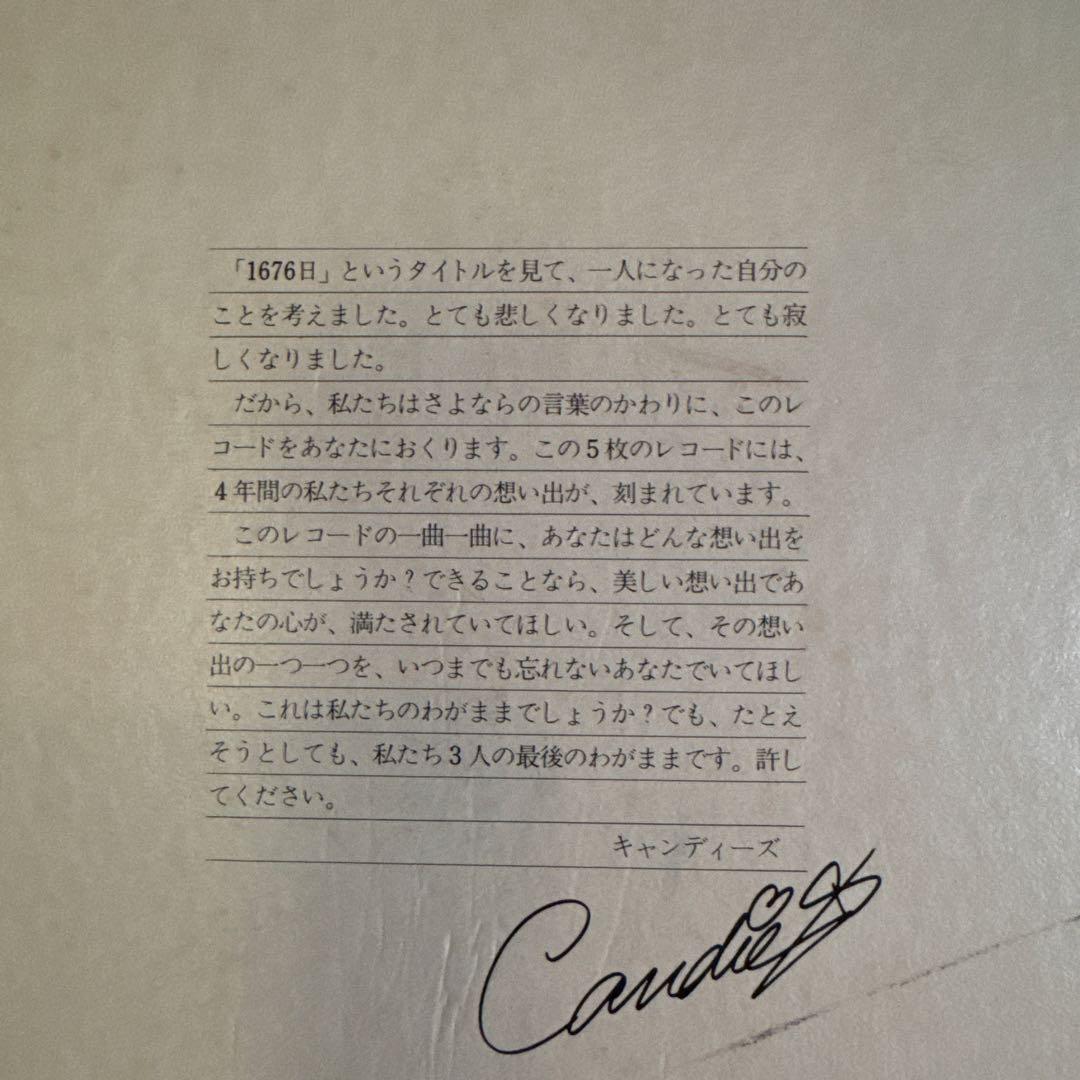 「1676日」というタイトルを見て、一人になった自分の
ことを考えました。とても悲しくなりました。とても寂
しくなりました。
だから、私たちはさよならの言葉のかわりに、このレ
コードをあなたにおくります。この5枚のレコードには、
4年間の私たちそれぞれの想い出が、刻まれています。
このレコードの一曲一曲に、あなたはどんな想い出を
お持ちでしょうか？できることなら、美しい想い出であ
なたの心が、満たされていてほしい。そして、その想い
出の一つ一つを、いつまでも忘れないあなたでいてほし
い。これは私たちのわがままでしょうか？でも、たとえ
そうとしても、私たち3人の最後のわがままです。許し
てください。
キャンディーズ
Candies